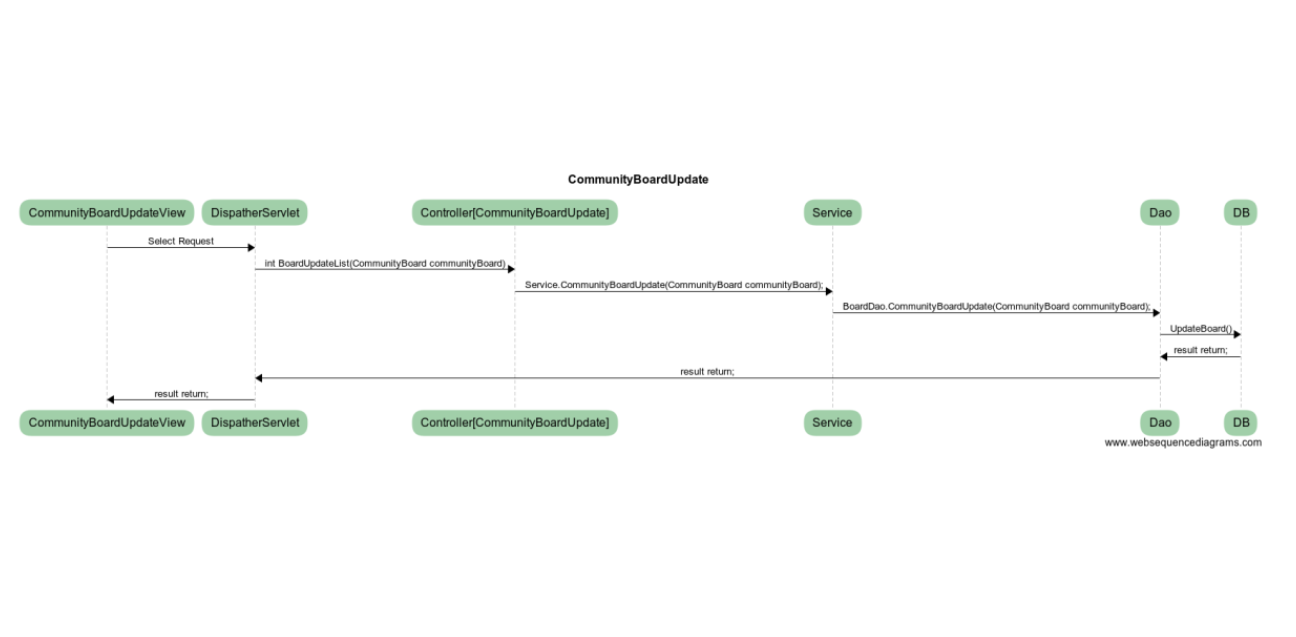 CommunityBoardUpdate
CommunityBoardUpdateView DispatherServlet Controller[CommunityBoardUpdate] Service Dao DB
Select Request
int BoardUpdateList(CommunityBoard communityBoard)
Service.CommunityBoardUpdate(CommunityBoard communityBoard);
BoardDao.CommunityBoardUpdate(CommunityBoard communityBoard);
UpdateBoard()
result return;
result return;
result return;
CommunityBoardUpdateView DispatherServlet Controller[CommunityBoardUpdate] Service Dao DB
www.websequencediagrams.com